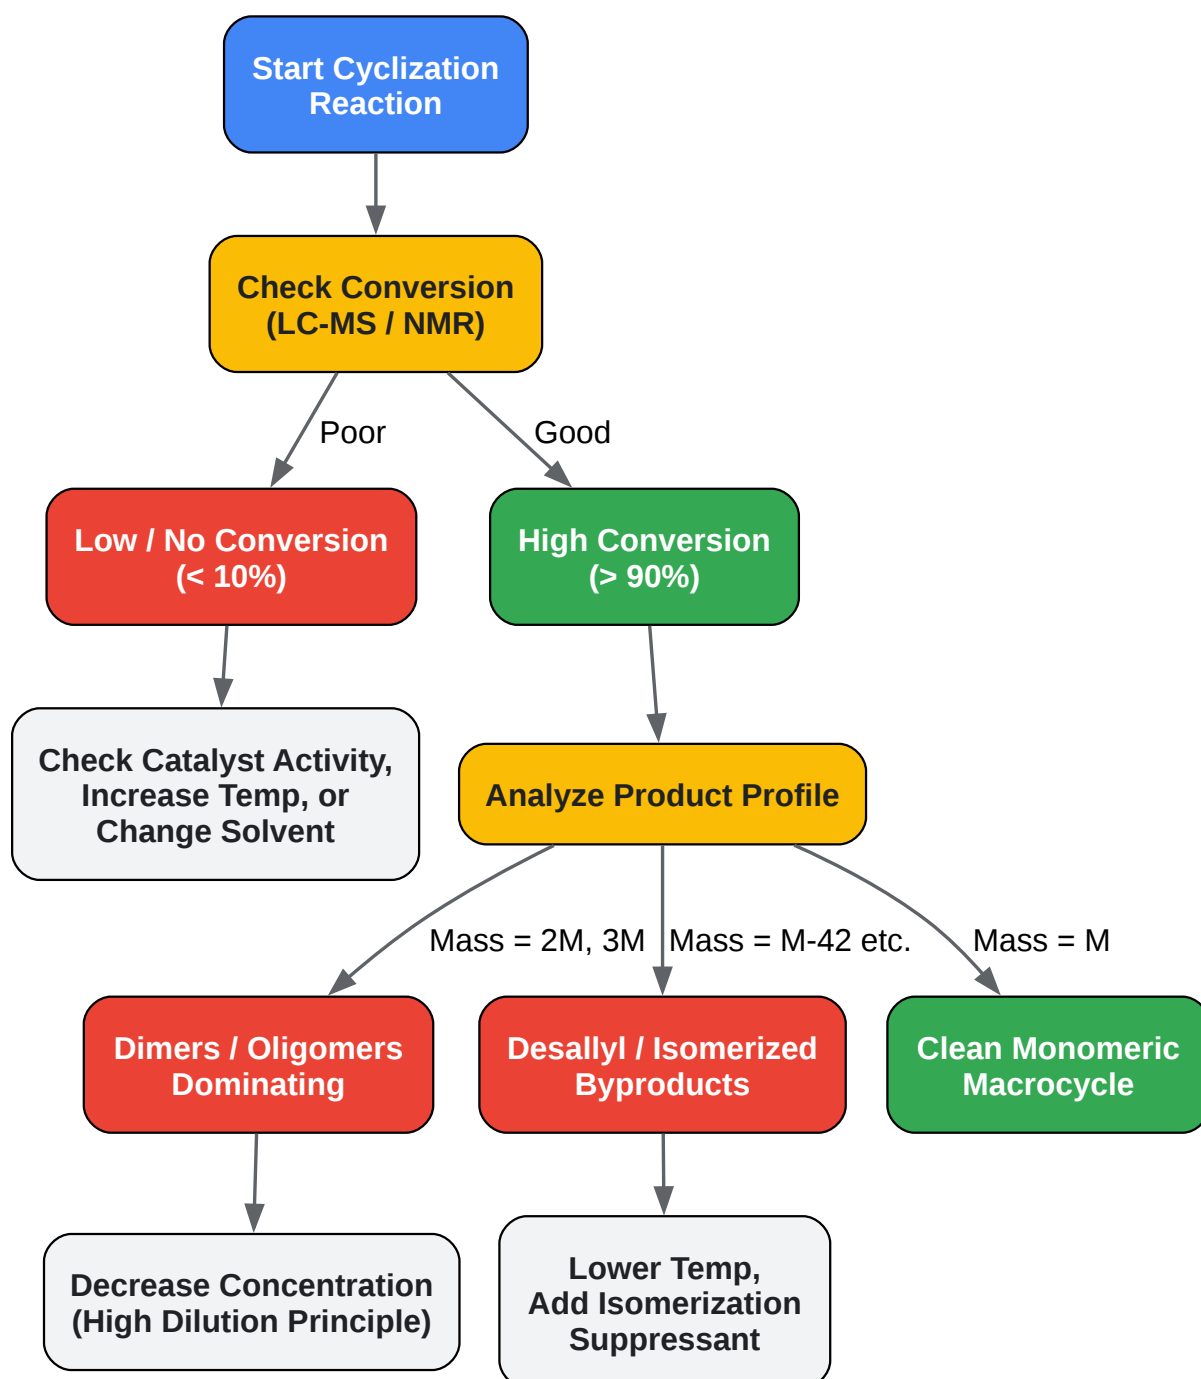 Start Cyclization
Reaction
Check Conversion
(LC-MS / NMR)
Poor
Good
Low / No Conversion
(< 10%)
High Conversion
(> 90%)
Check Catalyst Activity,
Increase Temp, or
Change Solvent
Analyze Product Profile
Mass = 2M, 3M
Mass = M-42 etc.
Mass = M
Dimers / Oligomers
Dominating
Desallyl / Isomerized
Byproducts
Clean Monomeric
Macrocycle
Decrease Concentration
(High Dilution Principle)
Lower Temp,
Add Isomerization
Suppressant